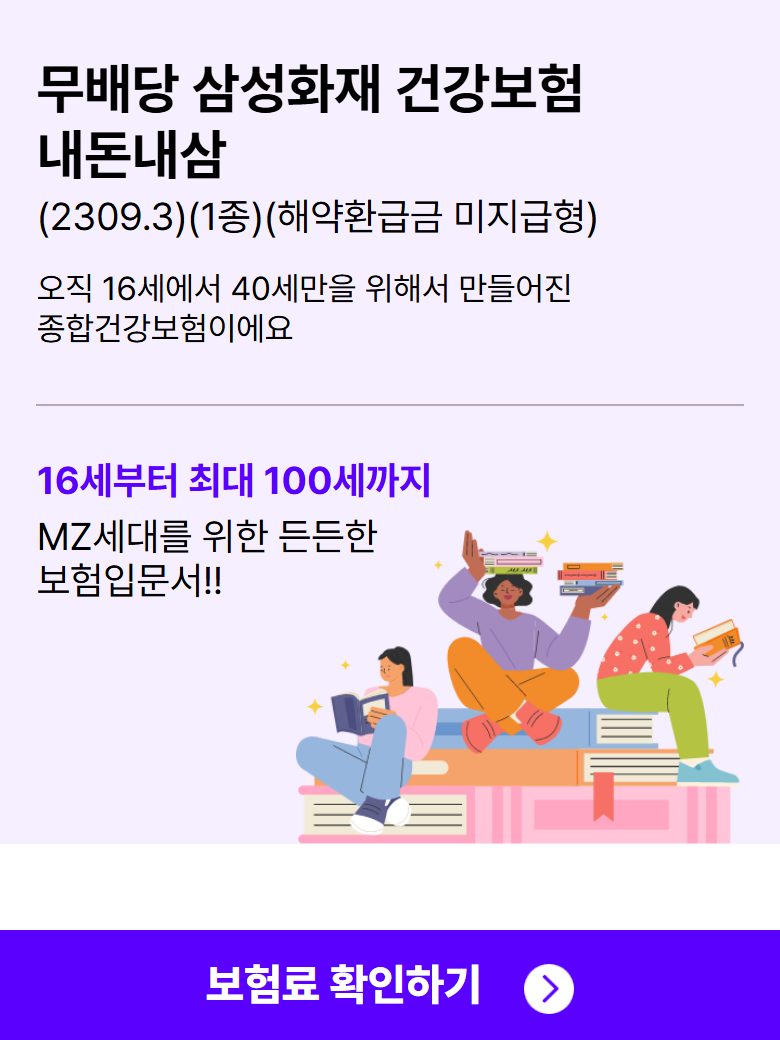 무배당 삼성화재 건강보험
내돈내삼
(2309.3)(1종)(해약환급금 미지급형)
오직 16세에서 40세만을 위해서 만들어진
종합건강보험이에요
16세부터 최대 100세까지
MZ세대를 위한 든든한
보험입문서!!
보험료 확인하기